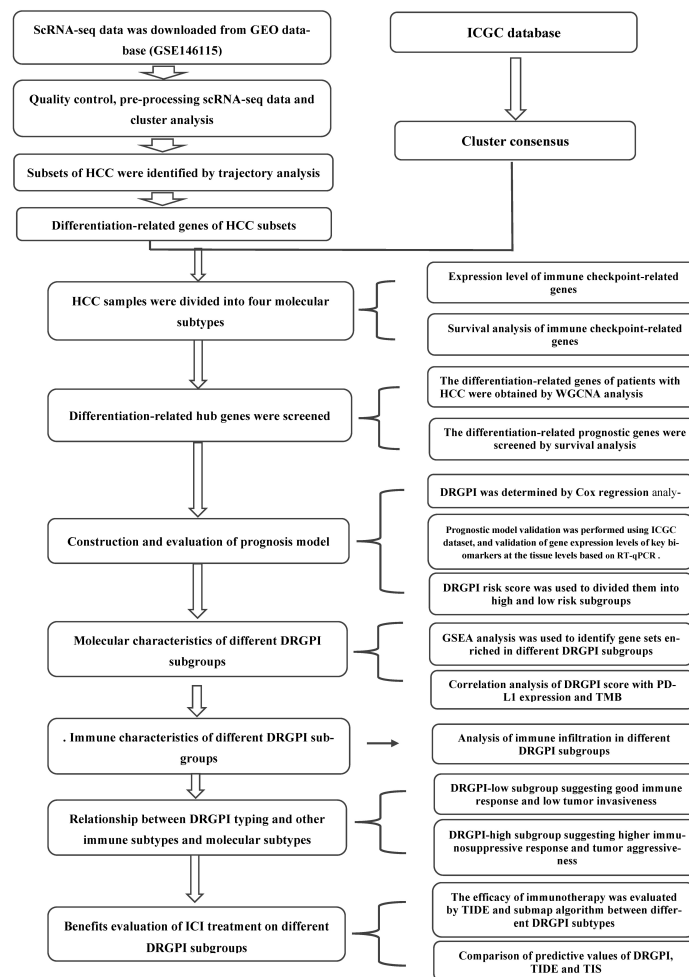 ScRNA-seq data was downloaded from GEO data-
base (GSE146115)
ICGC database
Quality control, pre-processing scRNA-seq data and
cluster analysis
Cluster consensus
Subsets of HCC were identified by trajectory analysis
Differentiation-related genes of HCC subsets
HCC samples were divided into four molecular
subtypes
Expression level of immune checkpoint-related
genes
Survival analysis of immune checkpoint-related
genes
Differentiation-related hub genes were screened
The differentiation-related genes of patients with
HCC were obtained by WGCNA analysis
The differentiation-related prognostic genes were
screened by survival analysis
Construction and evaluation of prognosis model
DRGPI was determined by Cox regression analy-
Prognostic model validation was performed using ICGC
dataset, and validation of gene expression levels of key bi-
omarkers at the tissue levels based on RT-qPCR .
DRGPI risk score was used to divided them into
high and low risk subgroups
Molecular characteristics of different DRGPI
subgroups
GSEA analysis was used to identify gene sets en-
riched in different DRGPI subgroups
Correlation analysis of DRGPI score with PD-
L1 expression and TMB
. Immune characteristics of different DRGPI sub-
groups
Analysis of immune infiltration in different
DRGPI subgroups
Relationship between DRGPI typing and other
immune subtypes and molecular subtypes
DRGPI-low subgroup suggesting good immune
response and low tumor invasiveness
DRGPI-high subgroup suggesting higher immu-
nosuppressive response and tumor aggressive-
ness
Benefits evaluation of ICI treatment on different
DRGPI subgroups
The efficacy of immunotherapy was evaluated
by TIDE and submap algorithm between differ-
ent DRGPI subtypes
Comparison of predictive values of DRGPI,
TIDE and TIS